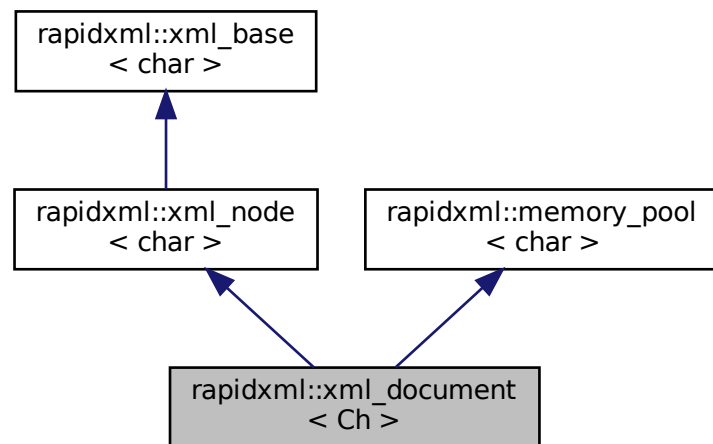 rapidxml::xml_base
< char >
rapidxml::xml_node
< char >
rapidxml::memory_pool
< char >
rapidxml::xml_document
< Ch >